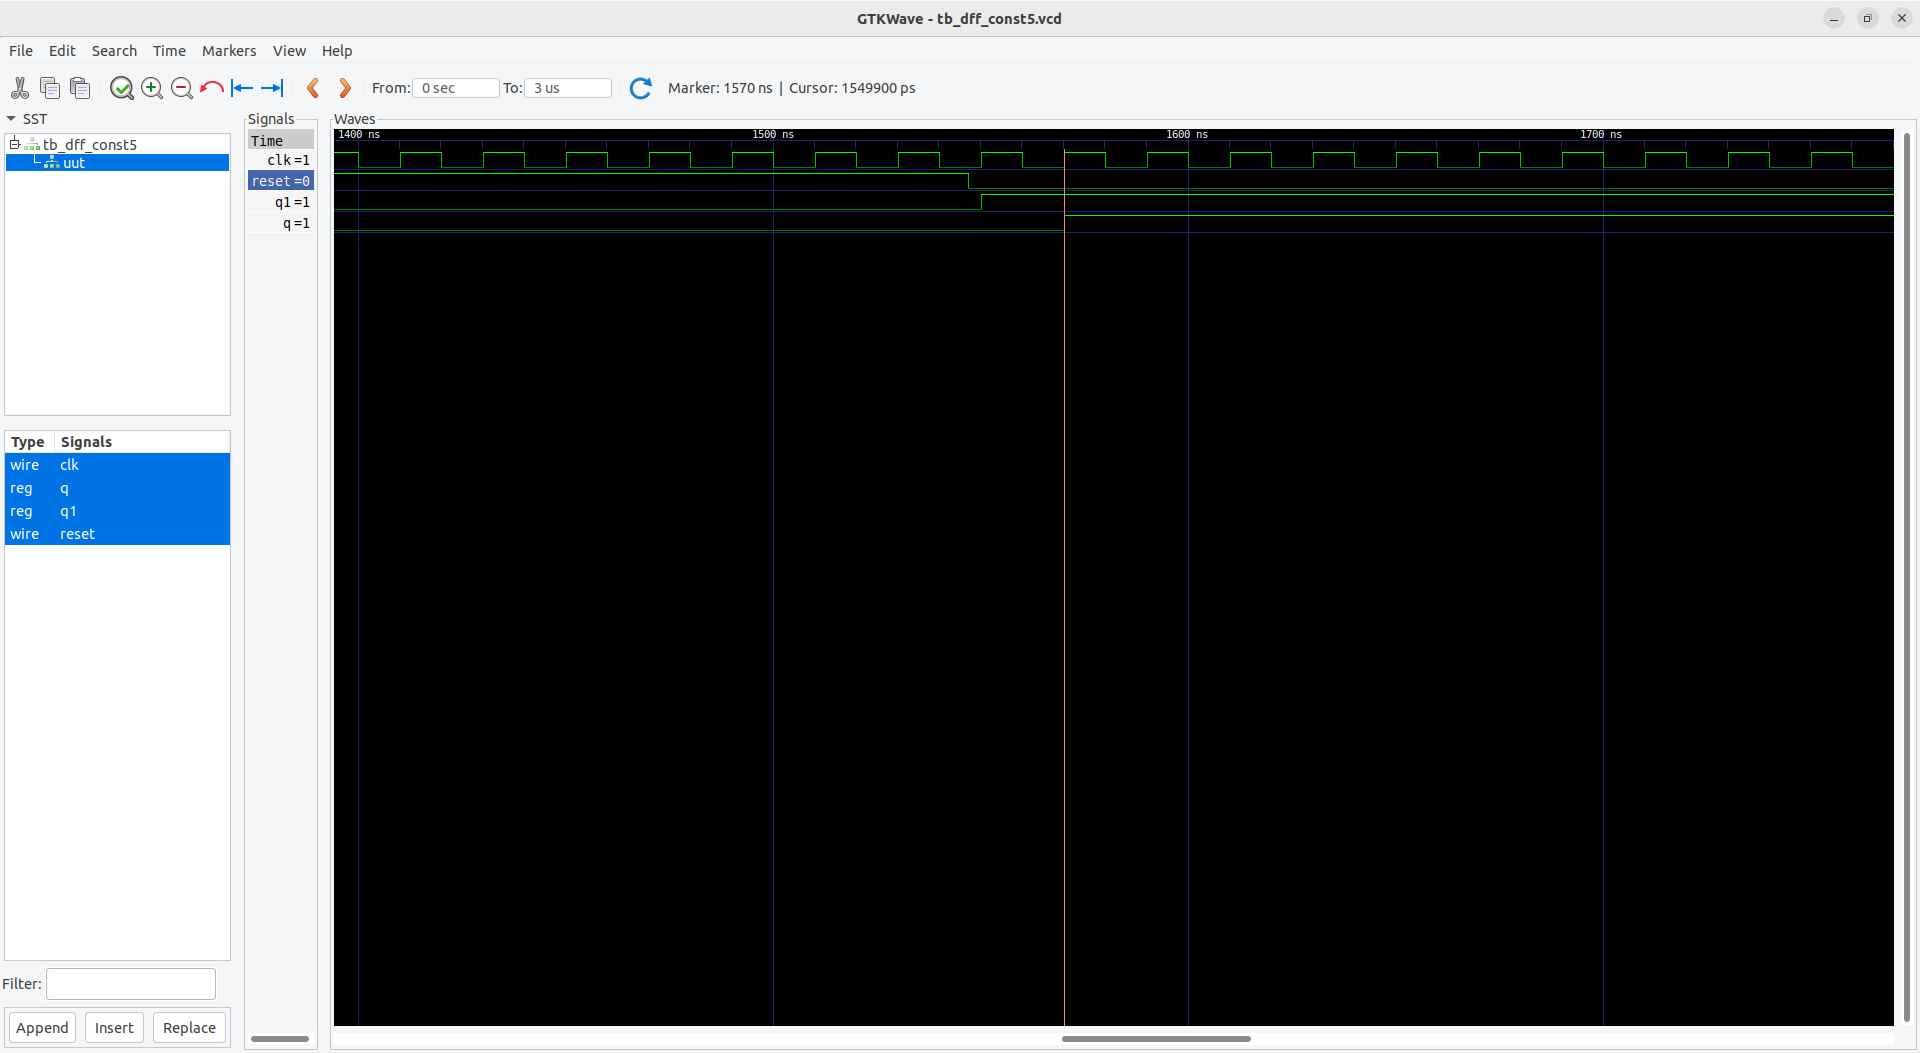 GTKWave - tb_dff_const5.vcd
File Edit Search Time Markers View Help
From: 0 sec To: 3 us Marker: 1570 ns | Cursor: 1549900 ps
SST
tb_dff_const5
uut
Type Signals
wire clk
reg q
reg q1
wire reset
Filter:
Append Insert Replace
Signals
Time
clk =1
reset =0
q1 =1
q =1
Waves
1400 ns 1500 ns 1600 ns 1700 ns